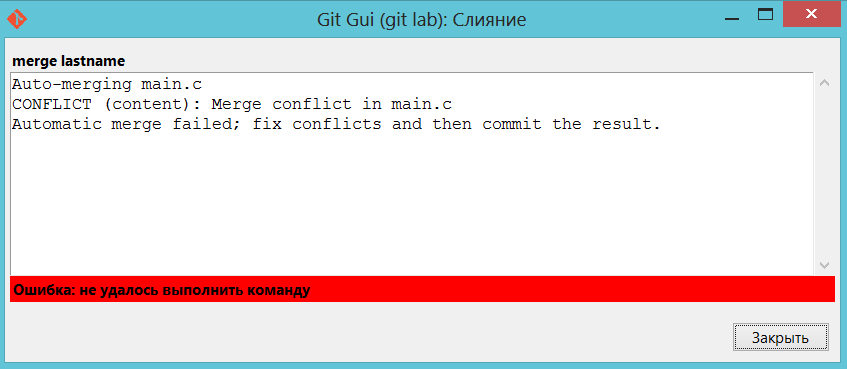 Git Gui (git lab): Слияние
merge lastname
Auto-merging main.c
CONFLICT (content): Merge conflict in main.c
Automatic merge failed; fix conflicts and then commit the result.
Ошибка: не удалось выполнить команду
Закрыть